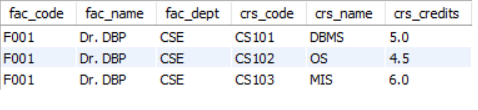 fac_code fac_name fac_dept crs_code crs_name crs_credits
F001 Dr. DBP CSE CS101 DBMS 5.0
F001 Dr. DBP CSE CS102 OS 4.5
F001 Dr. DBP CSE CS103 MIS 6.0